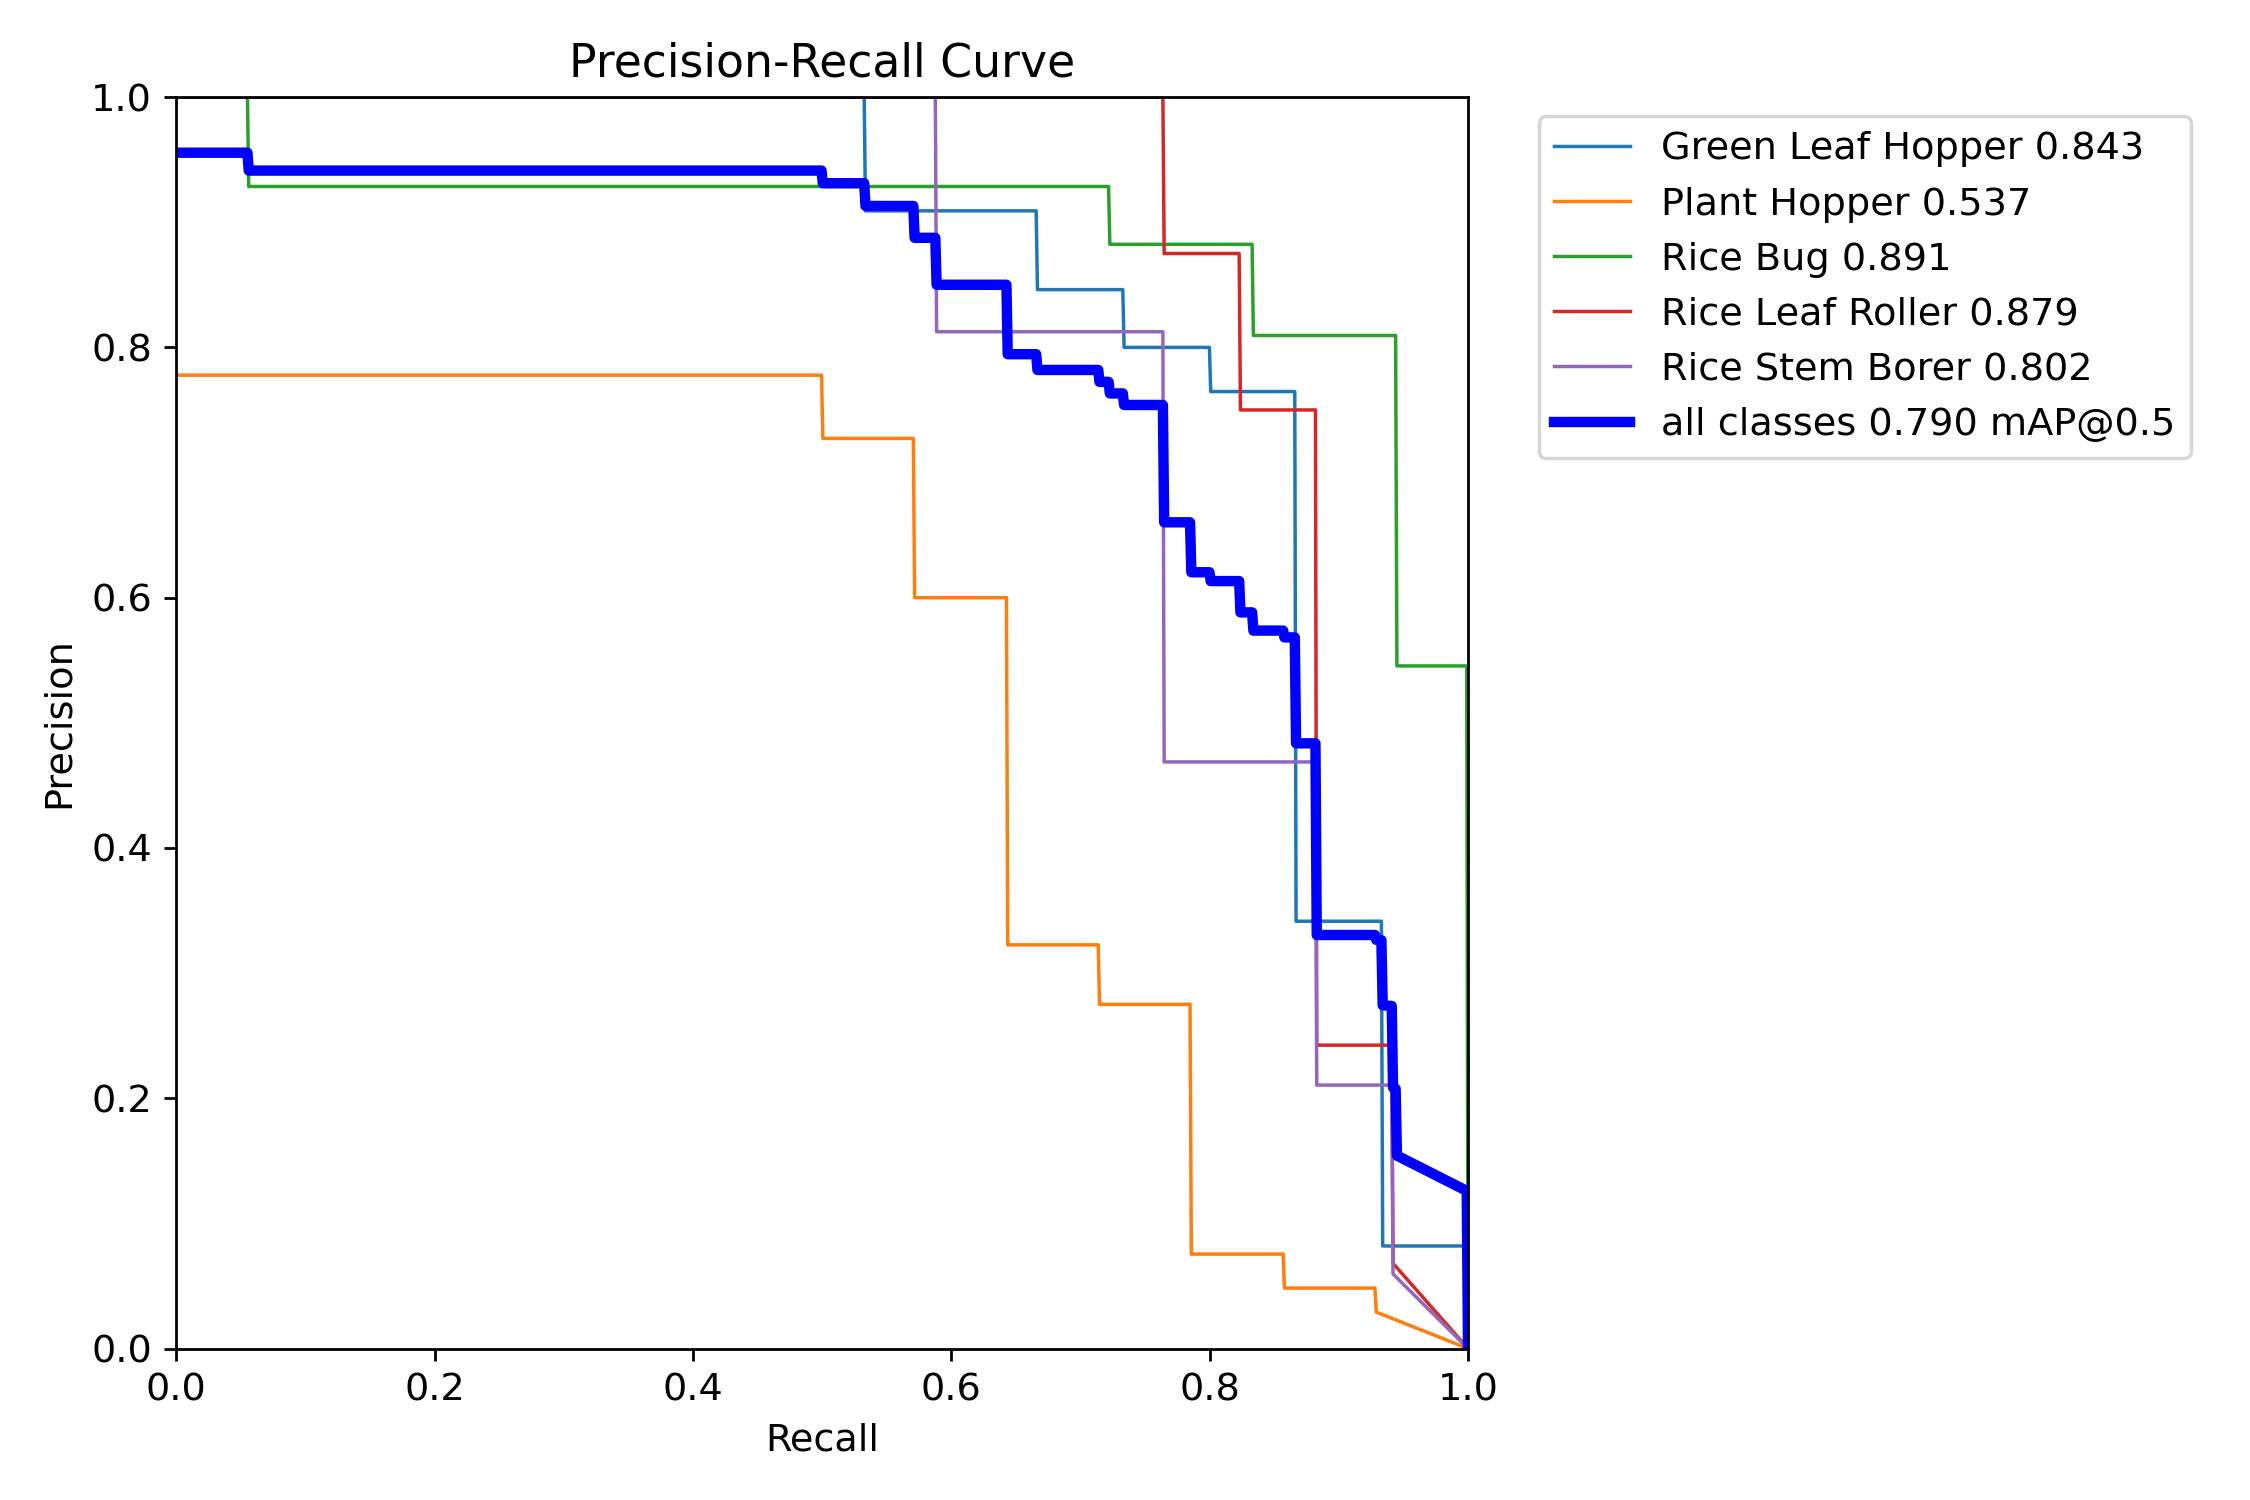 Precision-Recall Curve
1.0
0.8
0.6
0.4
0.2
0.0
Precision
0.0 0.2 0.4 0.6 0.8 1.0
Recall
Green Leaf Hopper 0.843
Plant Hopper 0.537
Rice Bug 0.891
Rice Leaf Roller 0.879
Rice Stem Borer 0.802
all classes 0.790 mAP@0.5